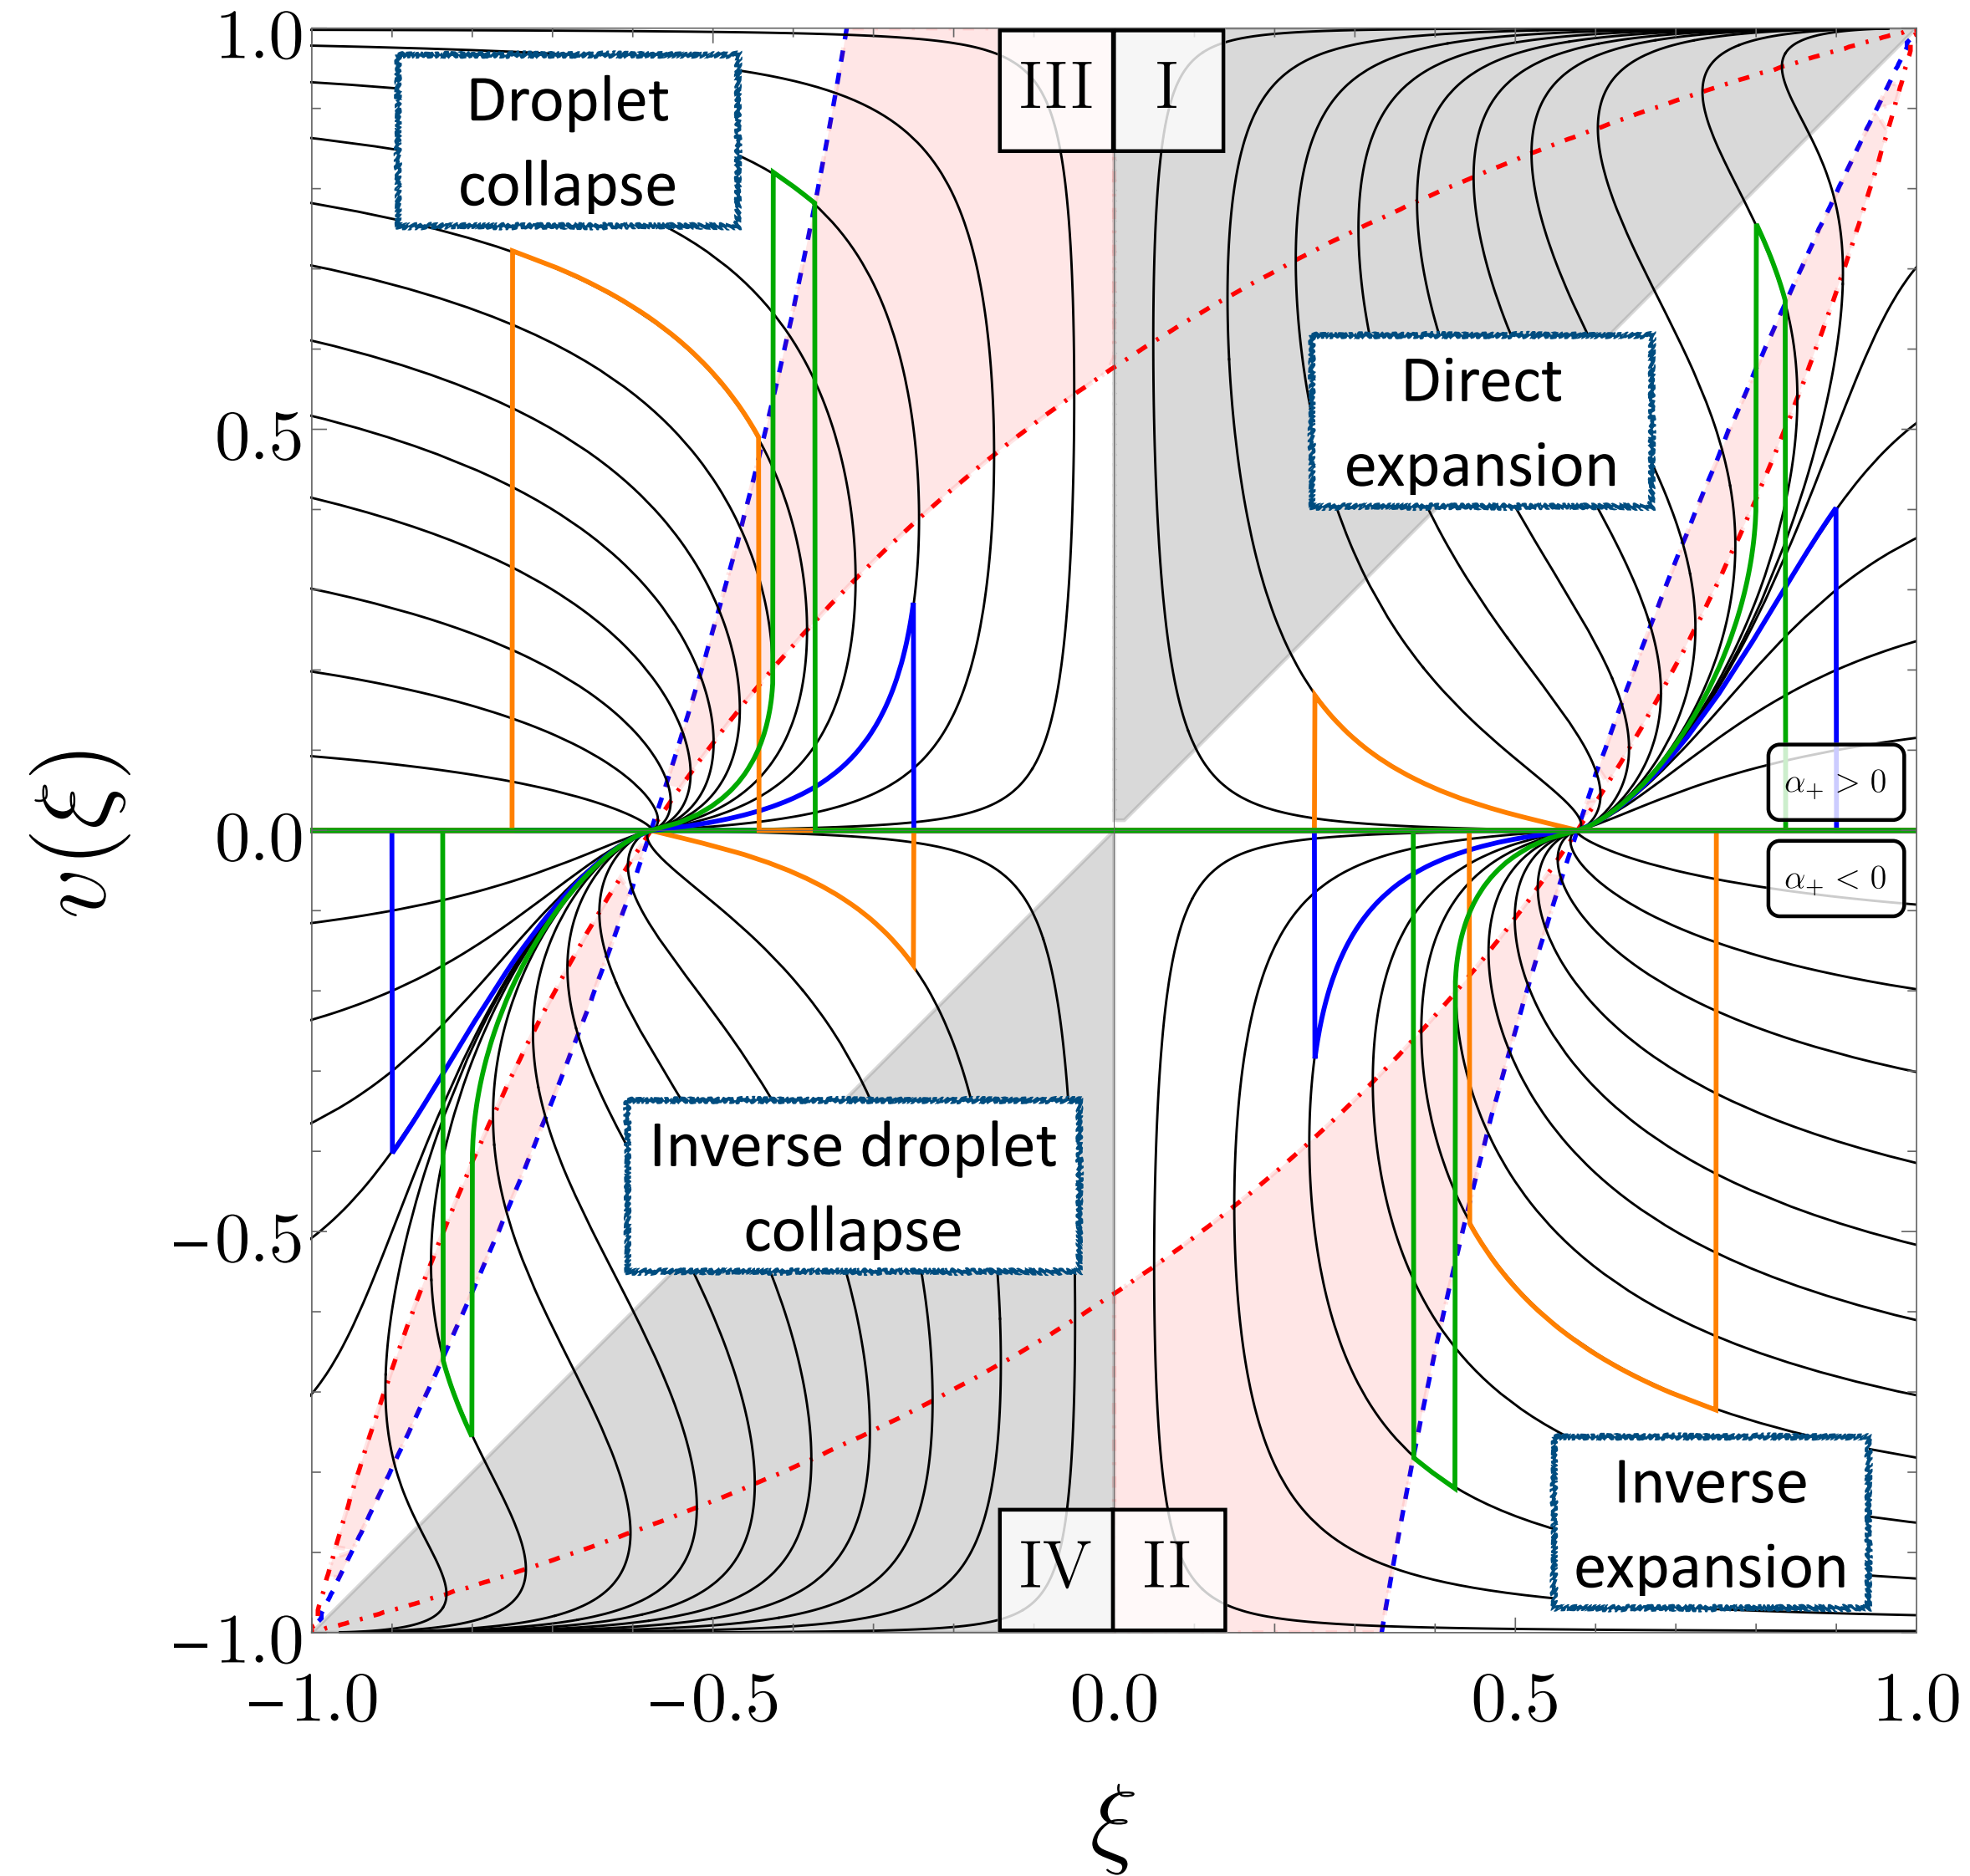 1.0
III
I
Droplet
collapse
Direct
expansion
0.5
v(ξ)
0.0
α₊ > 0
α₊ < 0
Inverse droplet
collapse
−0.5
Inverse
expansion
IV
II
−1.0
−1.0
−0.5
0.0
0.5
1.0
ξ